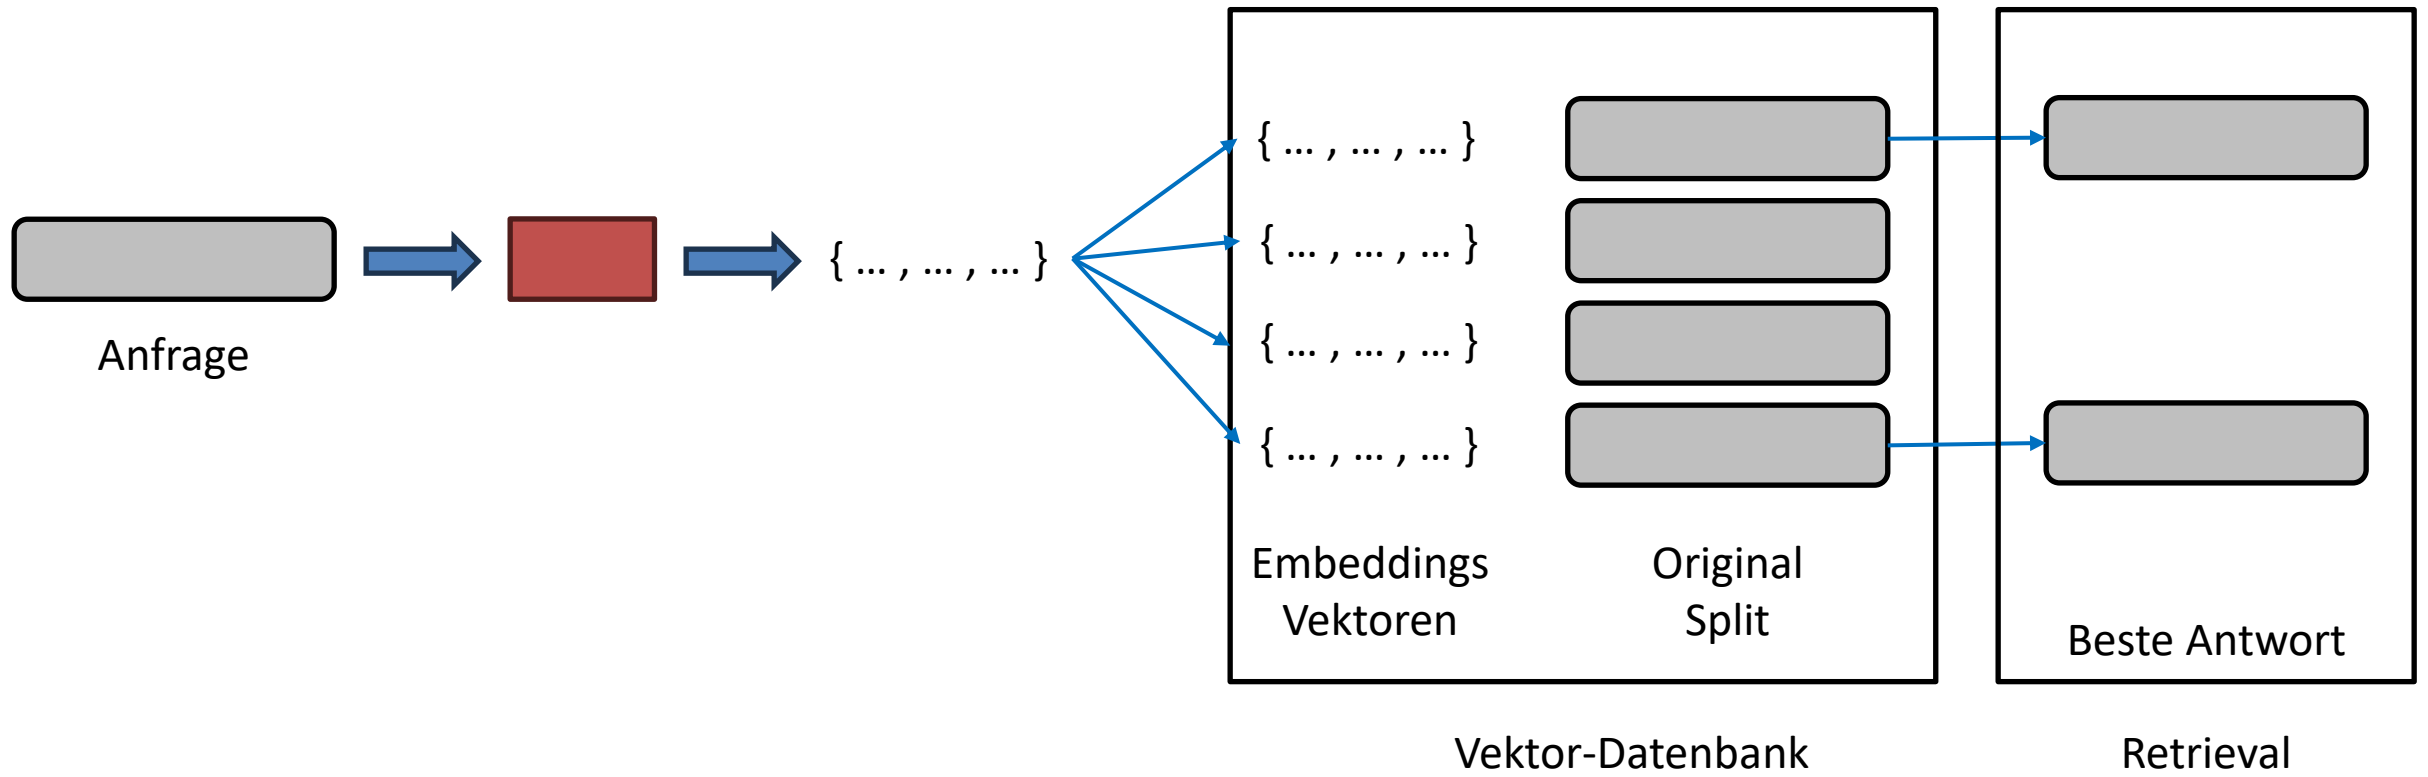 { … , … , … }
{ … , … , … }
{ … , … , … }
{ … , … , … }
{ … , … , … }
Anfrage
Embeddings
Vektoren
Original
Split
Beste Antwort
Vektor-Datenbank
Retrieval